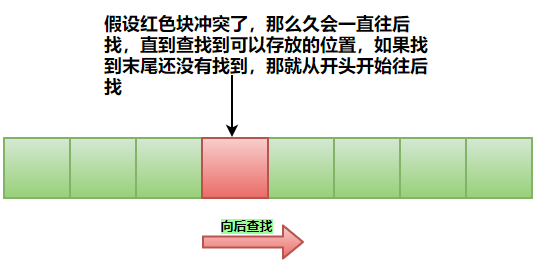 假设红色块冲突了，那么久会一直往后
找，直到查找到可以存放的位置，如果找
到末尾还没有找到，那就从开头开始往后
找
向后查找